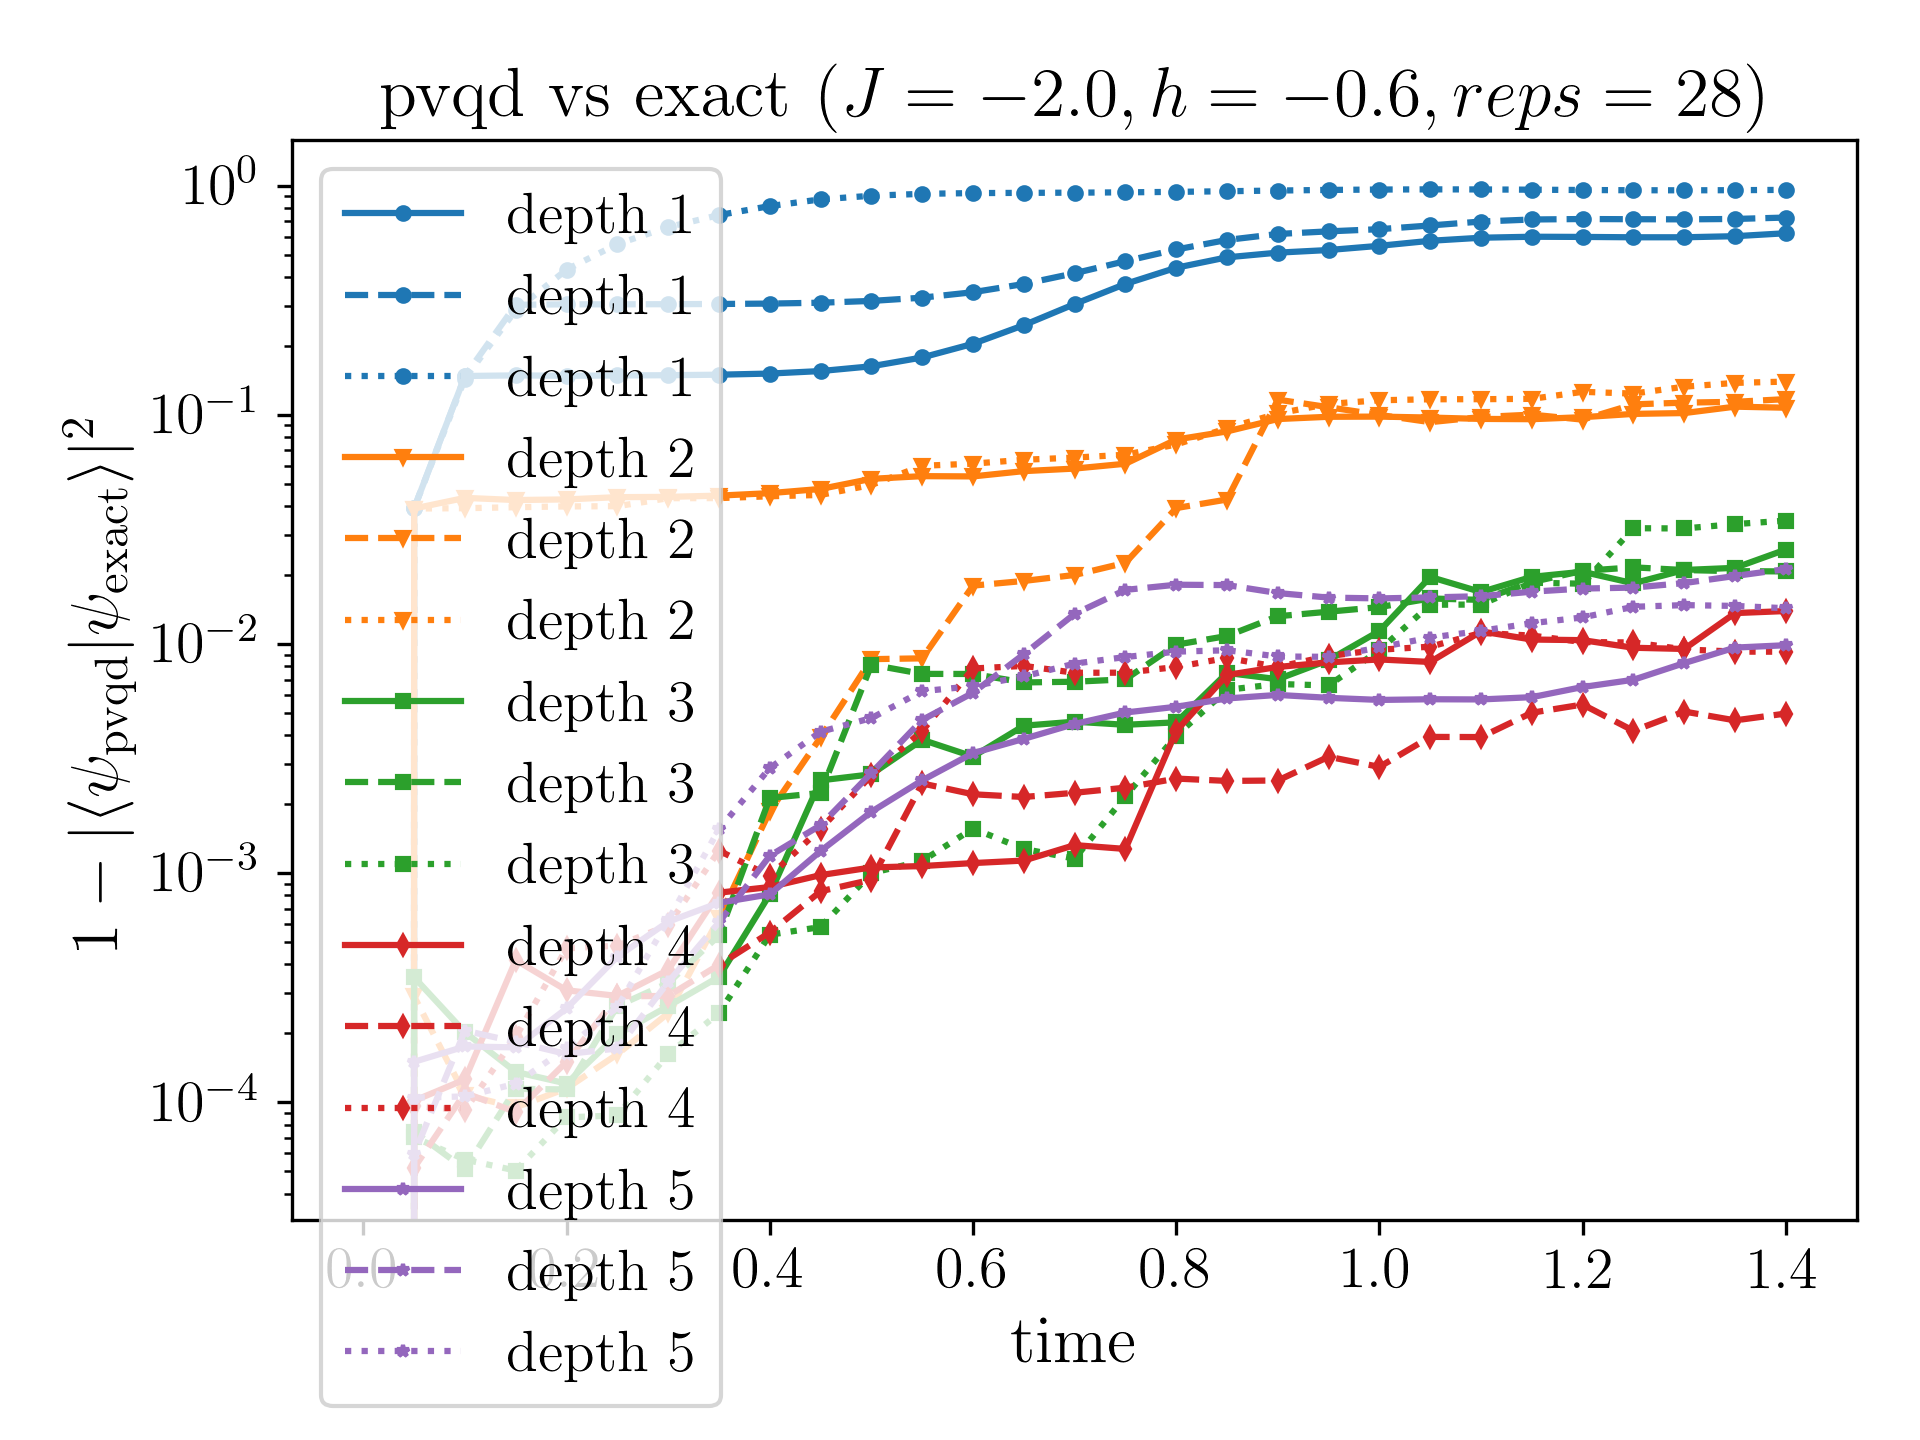 pvqd vs exact (J = −2.0, h = −0.6, reps = 28)
1 − |⟨ψ_pvqd|ψ_exact⟩|²
10⁰
10⁻¹
10⁻²
10⁻³
10⁻⁴
depth 1
depth 1
depth 1
depth 2
depth 2
depth 2
depth 3
depth 3
depth 3
depth 4
depth 4
depth 4
depth 5
depth 5
depth 5
0.0 0.2 0.4 0.6 0.8 1.0 1.2 1.4
time